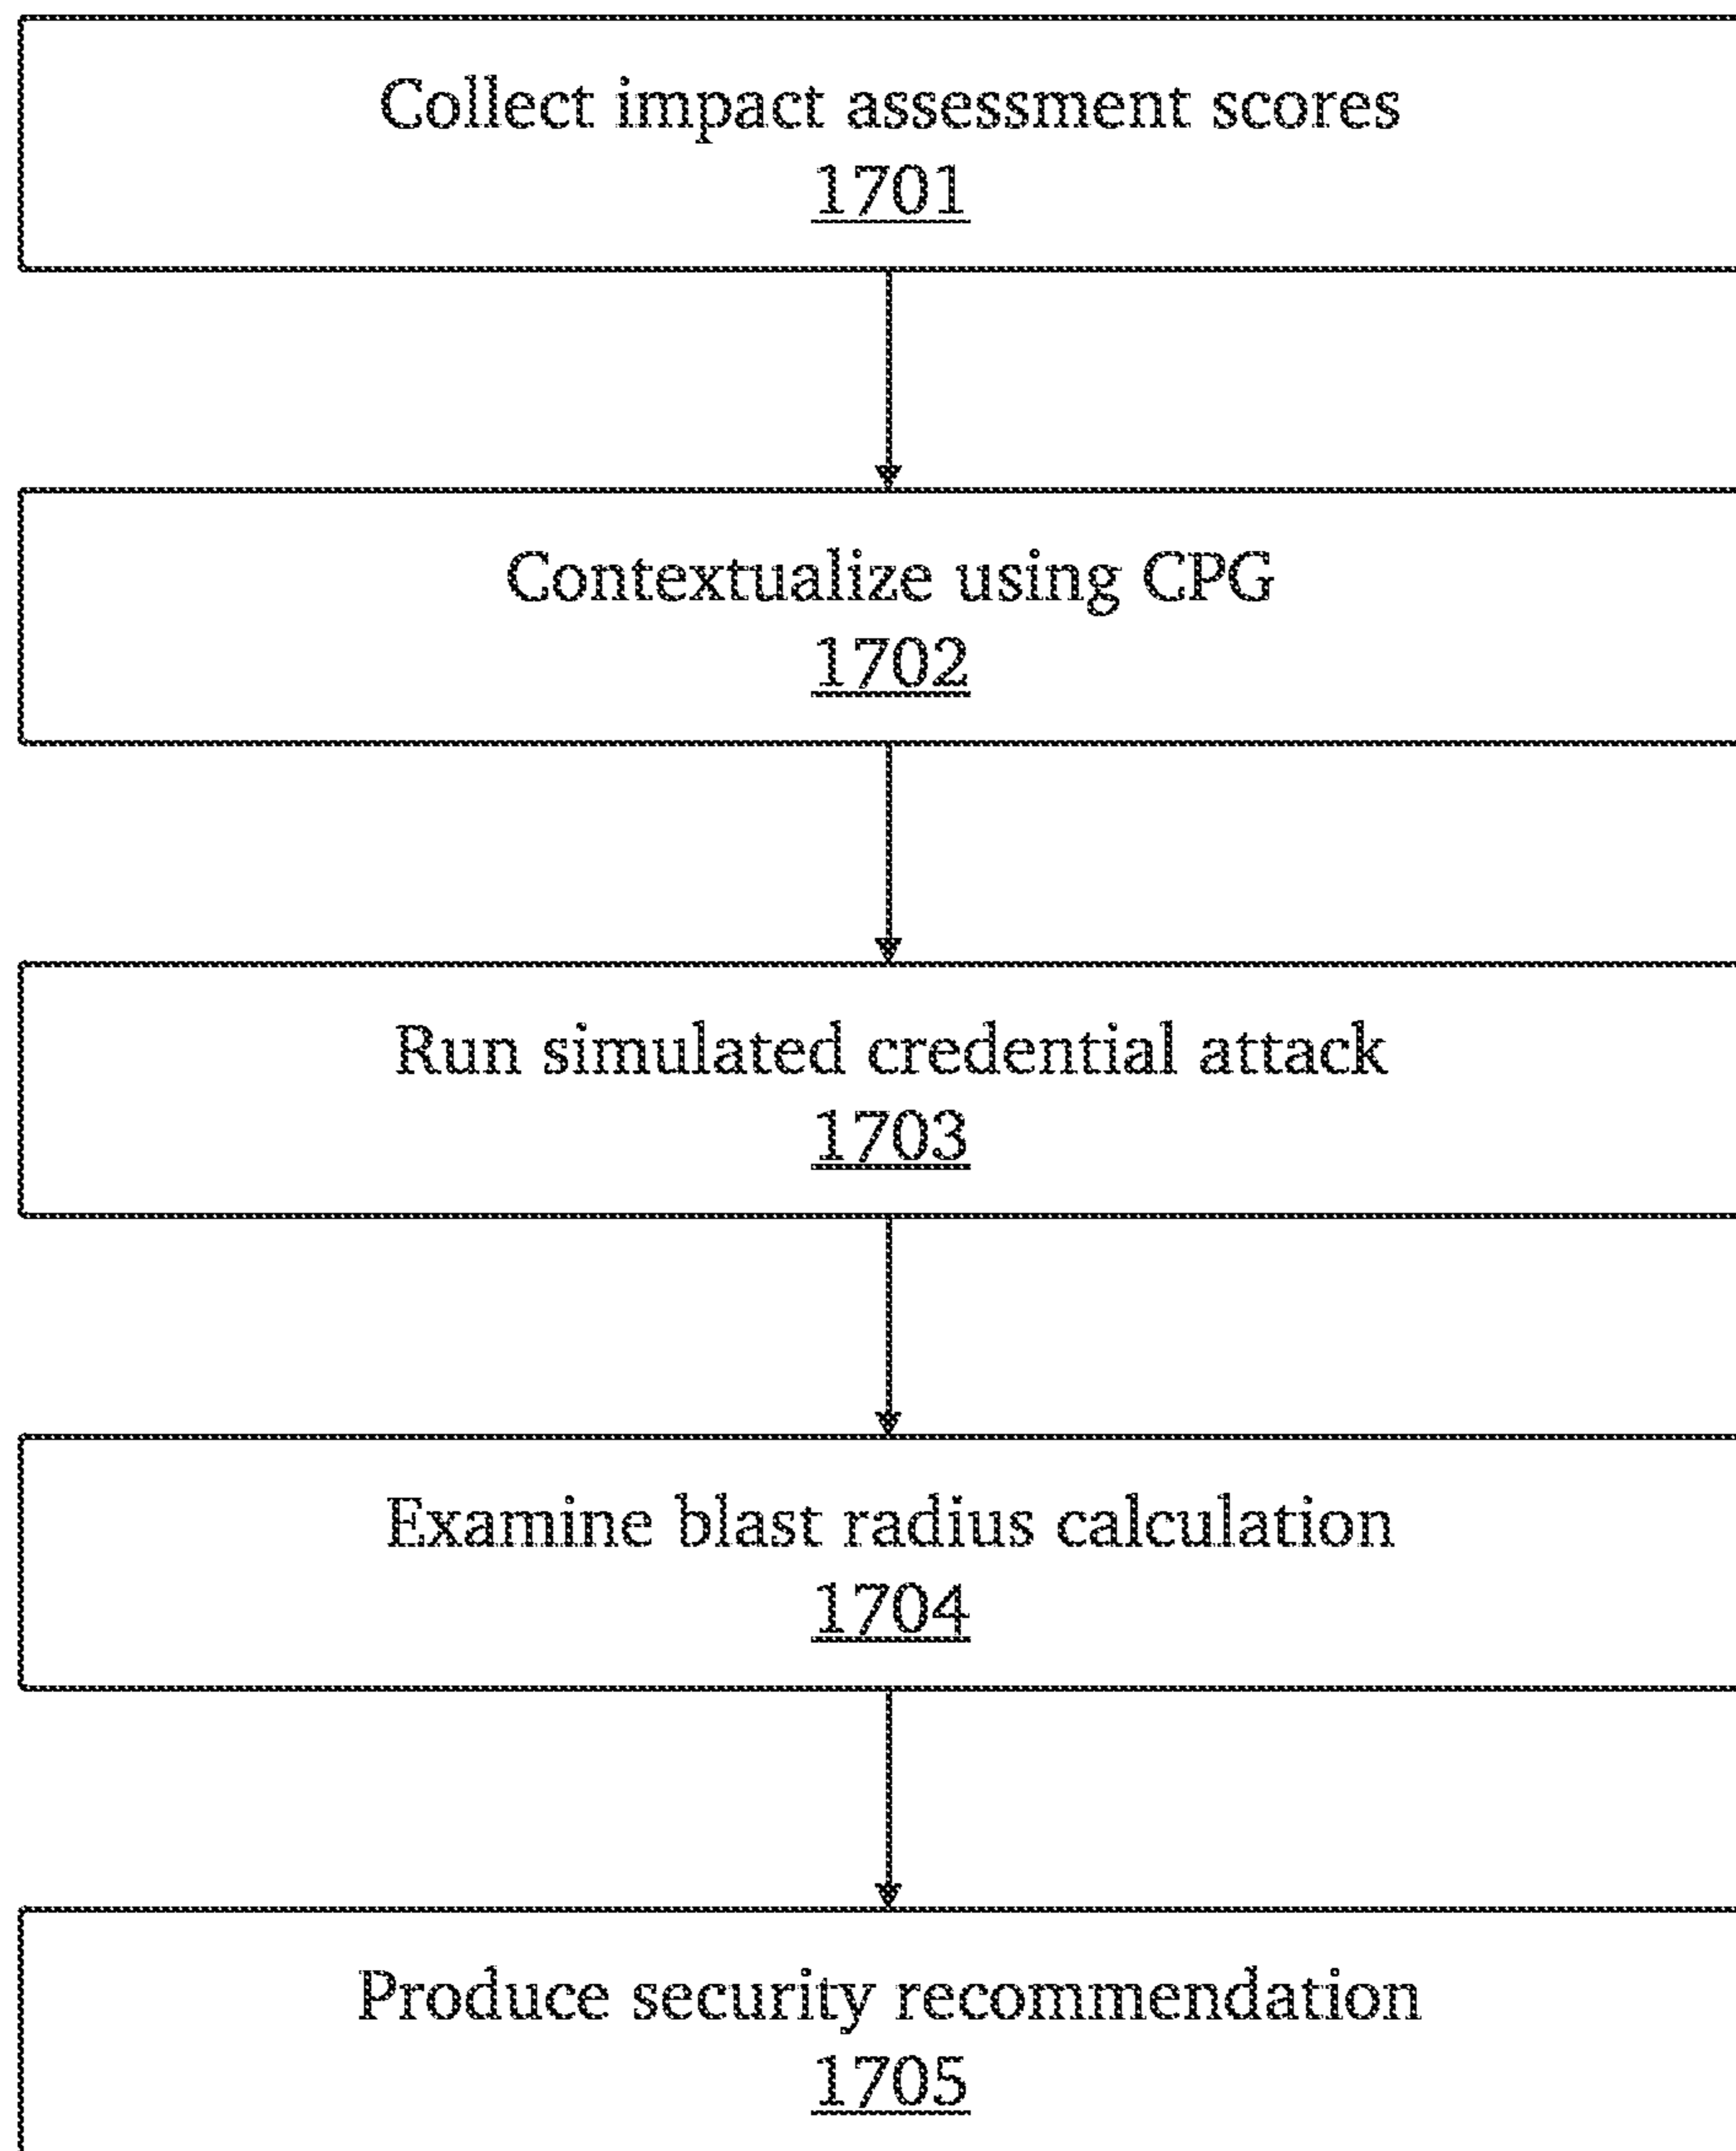 Collect impact assessment scores
1701
Contextualize using CPG
1702
Run simulated credential attack
1703
Examine blast radius calculation
1704
Produce security recommendation
1705